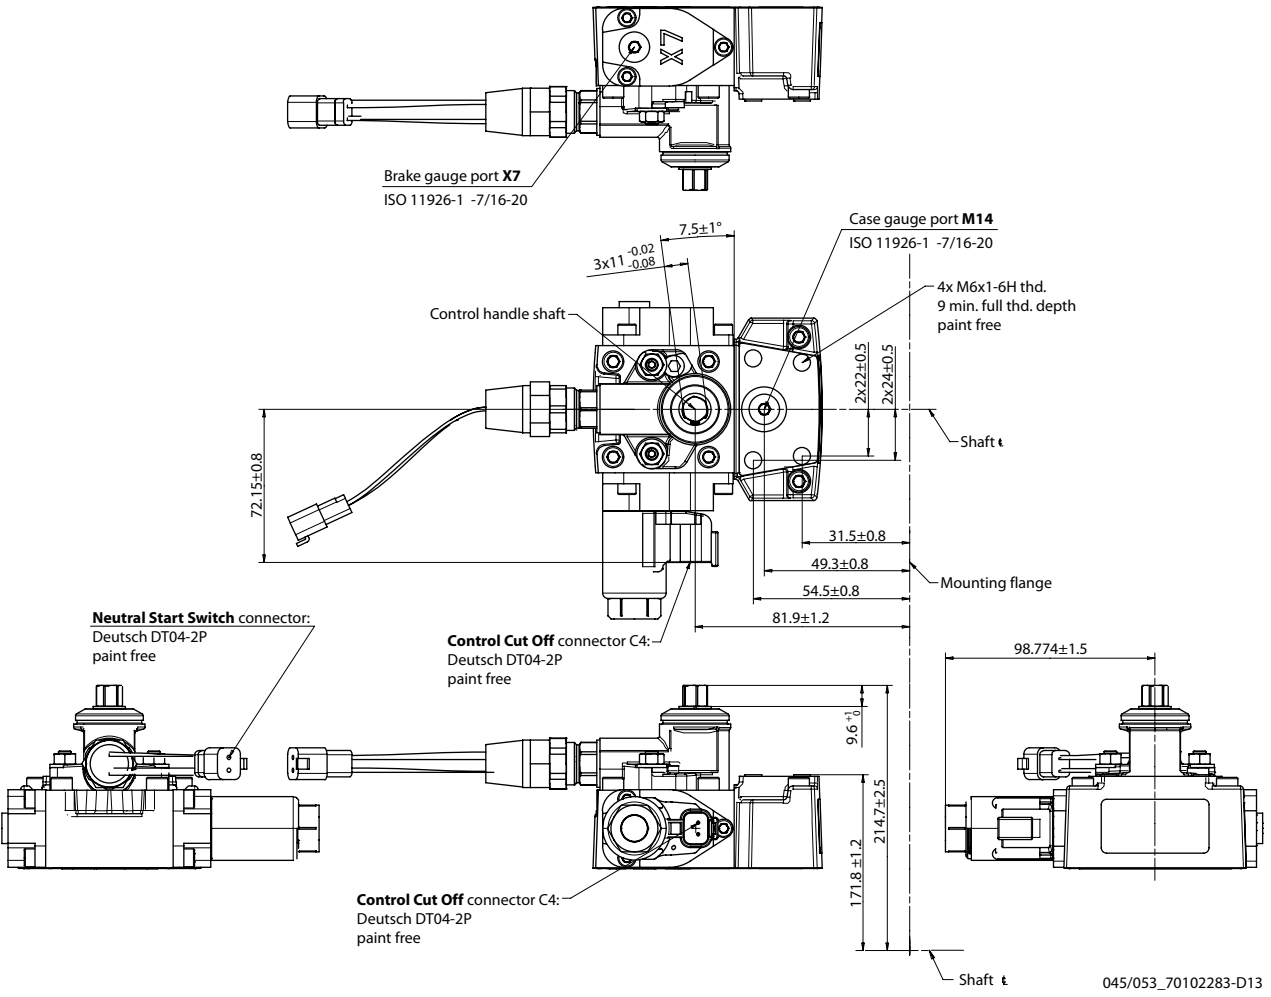 X7
Brake gauge port X7
ISO 11926-1 -7/16-20
Case gauge port M14
ISO 11926-1 -7/16-20
7.5±1°
3x11 -0.02 -0.08
4x M6x1-6H thd.
9 min. full thd. depth
paint free
Control handle shaft
2x22±0.5
2x24±0.5
Shaft ℄
72.15±0.8
31.5±0.8
49.3±0.8
Mounting flange
54.5±0.8
81.9±1.2
Neutral Start Switch connector:
Deutsch DT04-2P
paint free
Control Cut Off connector C4:
Deutsch DT04-2P
paint free
98.774±1.5
9.6 +1 0
214.7±2.5
171.8 ±1.2
Control Cut Off connector C4:
Deutsch DT04-2P
paint free
Shaft ℄
045/053_70102283-D13